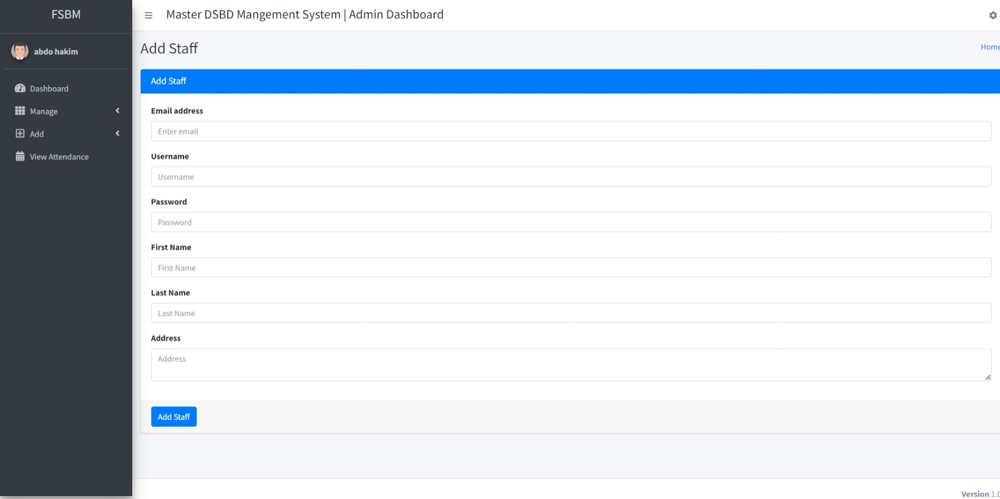 FSBM
Master DSBD Mangement System | Admin Dashboard
abdo hakim
Dashboard
Manage
Add
View Attendance
Add Staff
Home
Add Staff
Email address
Enter email
Username
Username
Password
Password
First Name
First Name
Last Name
Last Name
Address
Address
Add Staff
Version 1.0